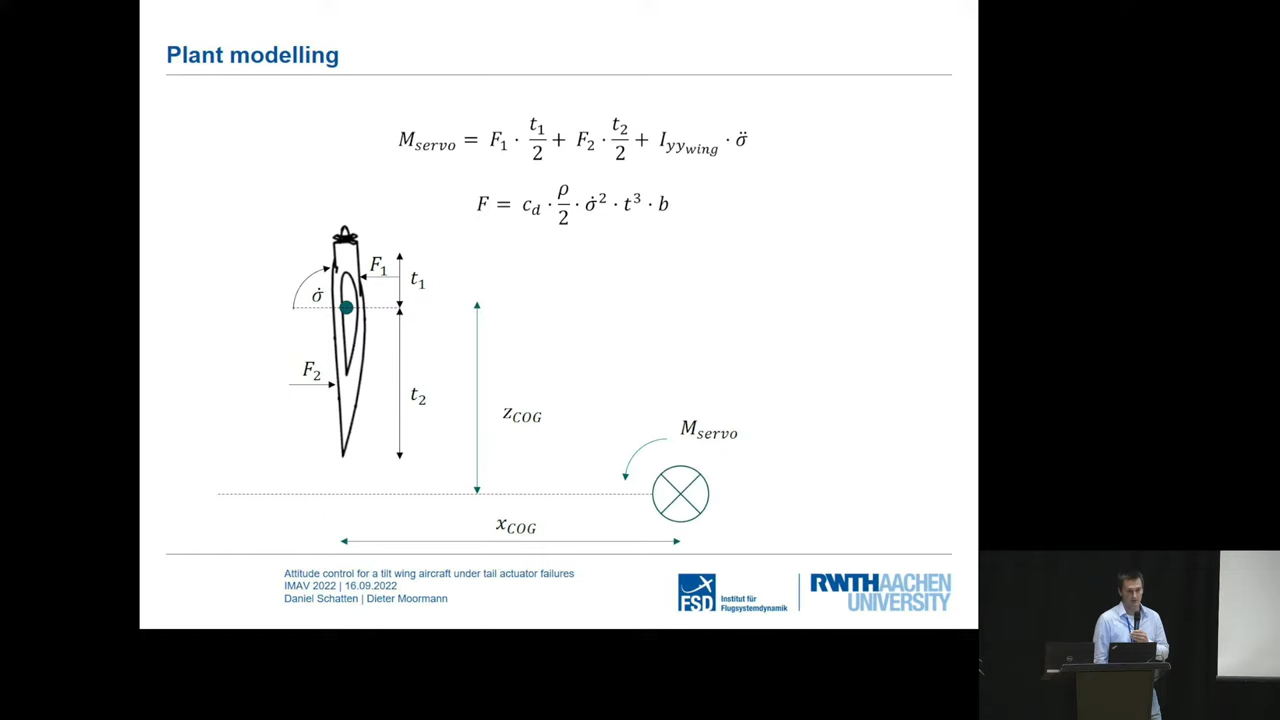 Plant modelling
M_servo = F_1 · t_1/2 + F_2 · t_2/2 + I_yy_wing · σ̈
F = c_d · ρ/2 · σ̇² · t³ · b
F_1
t_1
σ̇
F_2
t_2
z_COG
M_servo
x_COG
Attitude control for a tilt wing aircraft under tail actuator failures
IMAV 2022 | 16.09.2022
Daniel Schatten | Dieter Moormann
FSD
Institut für
Flugsystemdynamik
RWTHAACHEN
UNIVERSITY